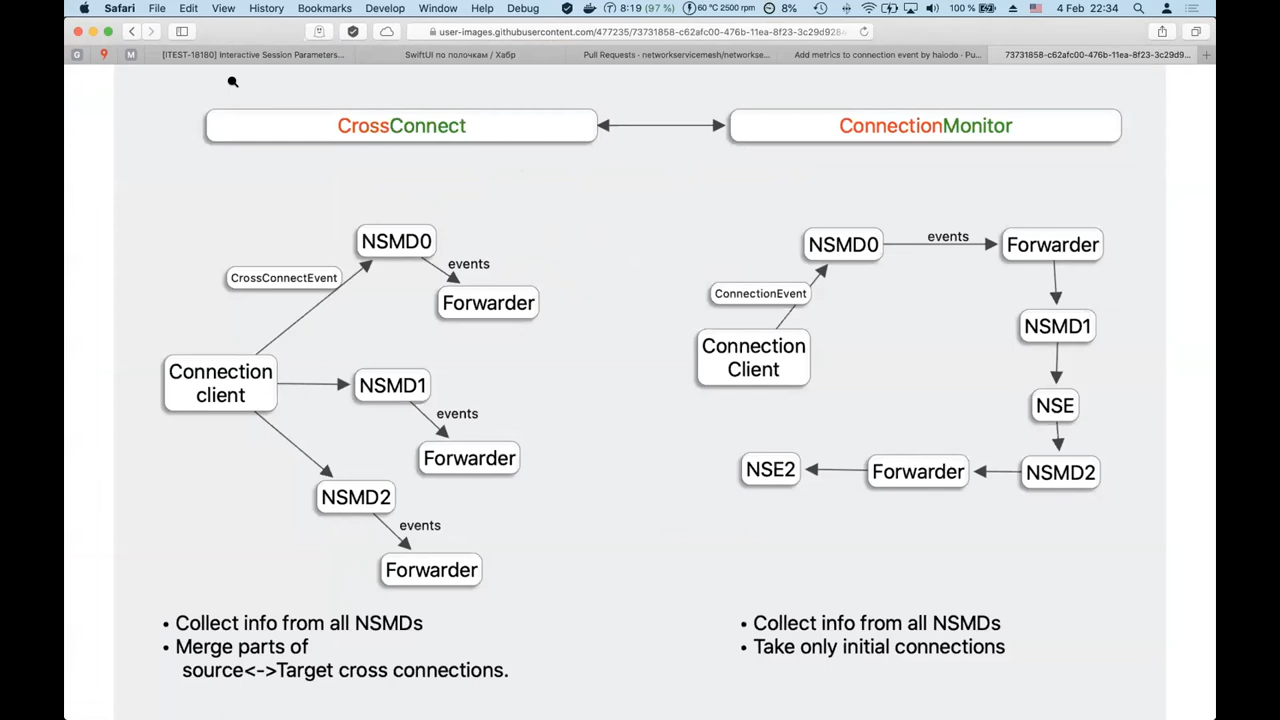 Safari File Edit View History Bookmarks Develop Window Help Debug 8:19 (97 %) 60 °C 2500 rpm 8% 100 % 4 Feb 22:34
user-images.githubusercontent.com/477235/73731858-c62afc00-476b-11ea-8f23-3c29d928
G M [ITEST-18180] Interactive Session Parameters... SwiftUI по полочкам / Хабр Pull Requests - networkservicemesh/networkse... Add metrics to connection event by haiodo · Pu... 73731858-c62afc00-476b-11ea-8f23-3c29d9...
CrossConnect
ConnectionMonitor
NSMD0
events
CrossConnectEvent
Forwarder
Connection
client
NSMD1
events
Forwarder
NSMD2
events
Forwarder
• Collect info from all NSMDs
• Merge parts of
source<->Target cross connections.
NSMD0
events
Forwarder
ConnectionEvent
NSMD1
Connection
Client
NSE
NSE2
Forwarder
NSMD2
• Collect info from all NSMDs
• Take only initial connections